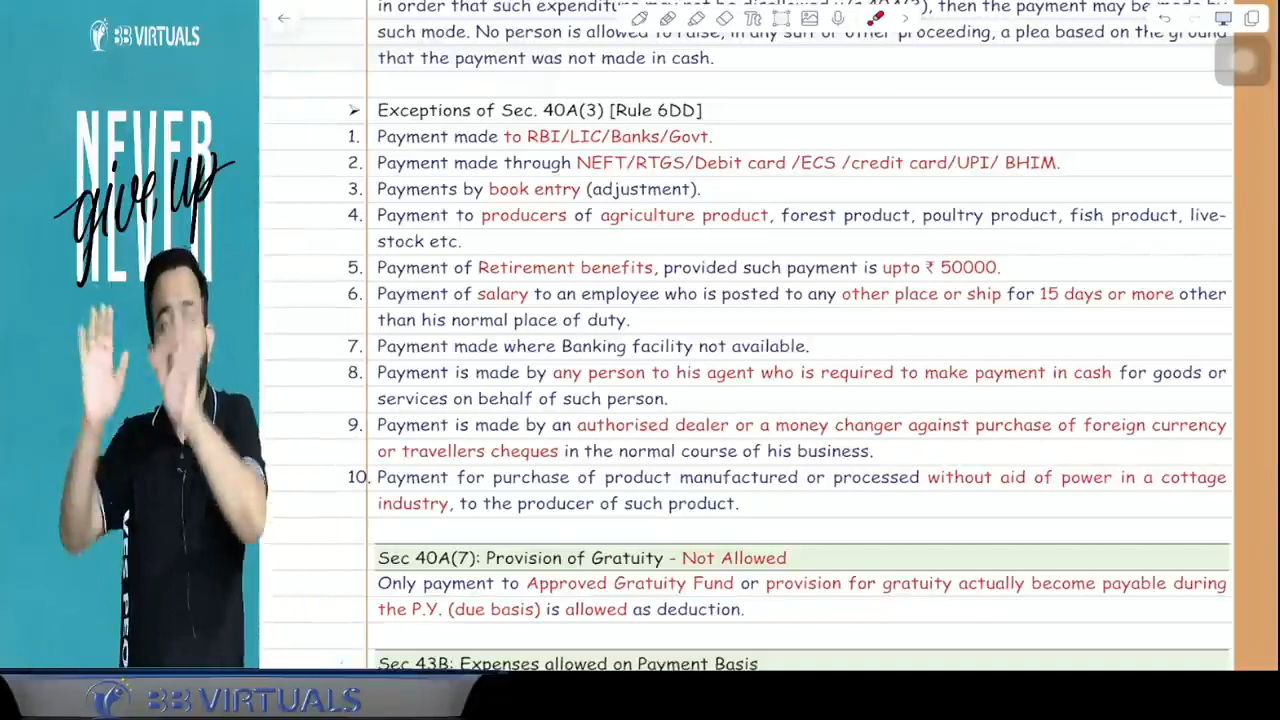 BB VIRTUALS
NEVER
give up
NEVER
in order that such expenditure may not be disallowed u/s 40A(3), then the payment may be made by
such mode. No person is allowed to raise, in any suit or other proceeding, a plea based on the ground
that the payment was not made in cash.
➤ Exceptions of Sec. 40A(3) [Rule 6DD]
1. Payment made to RBI/LIC/Banks/Govt.
2. Payment made through NEFT/RTGS/Debit card /ECS /credit card/UPI/ BHIM.
3. Payments by book entry (adjustment).
4. Payment to producers of agriculture product, forest product, poultry product, fish product, live-
stock etc.
5. Payment of Retirement benefits, provided such payment is upto ₹ 50000.
6. Payment of salary to an employee who is posted to any other place or ship for 15 days or more other
than his normal place of duty.
7. Payment made where Banking facility not available.
8. Payment is made by any person to his agent who is required to make payment in cash for goods or
services on behalf of such person.
9. Payment is made by an authorised dealer or a money changer against purchase of foreign currency
or travellers cheques in the normal course of his business.
10. Payment for purchase of product manufactured or processed without aid of power in a cottage
industry, to the producer of such product.
Sec 40A(7): Provision of Gratuity - Not Allowed
Only payment to Approved Gratuity Fund or provision for gratuity actually become payable during
the P.Y. (due basis) is allowed as deduction.
Sec 43B: Expenses allowed on Payment Basis
BB VIRTUALS